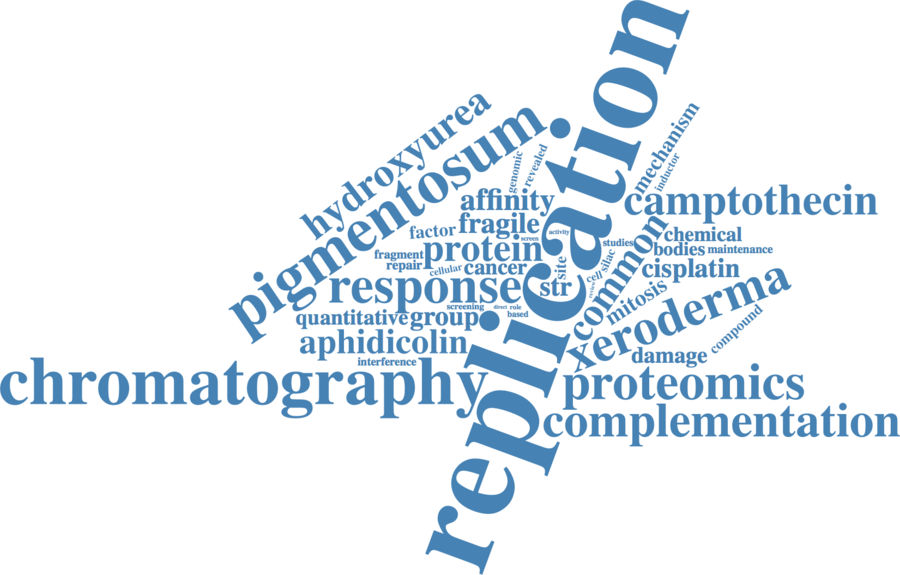 replication
hydroxyurea
pigmentosum
genomic
revealed
mechanism
inductor
affinity
camptothecin
factor
fragile
screen
activity
studies
common
chemical
fragment
protein
bodies
maintenance
repair
cellular
cancer
site
cell
silac
cisplatin
response
str
review
mitosis
xeroderma
screening
direct
role
based
quantitative
group
compound
aphidicolin
damage
interference
chromatography
proteomics
complementation